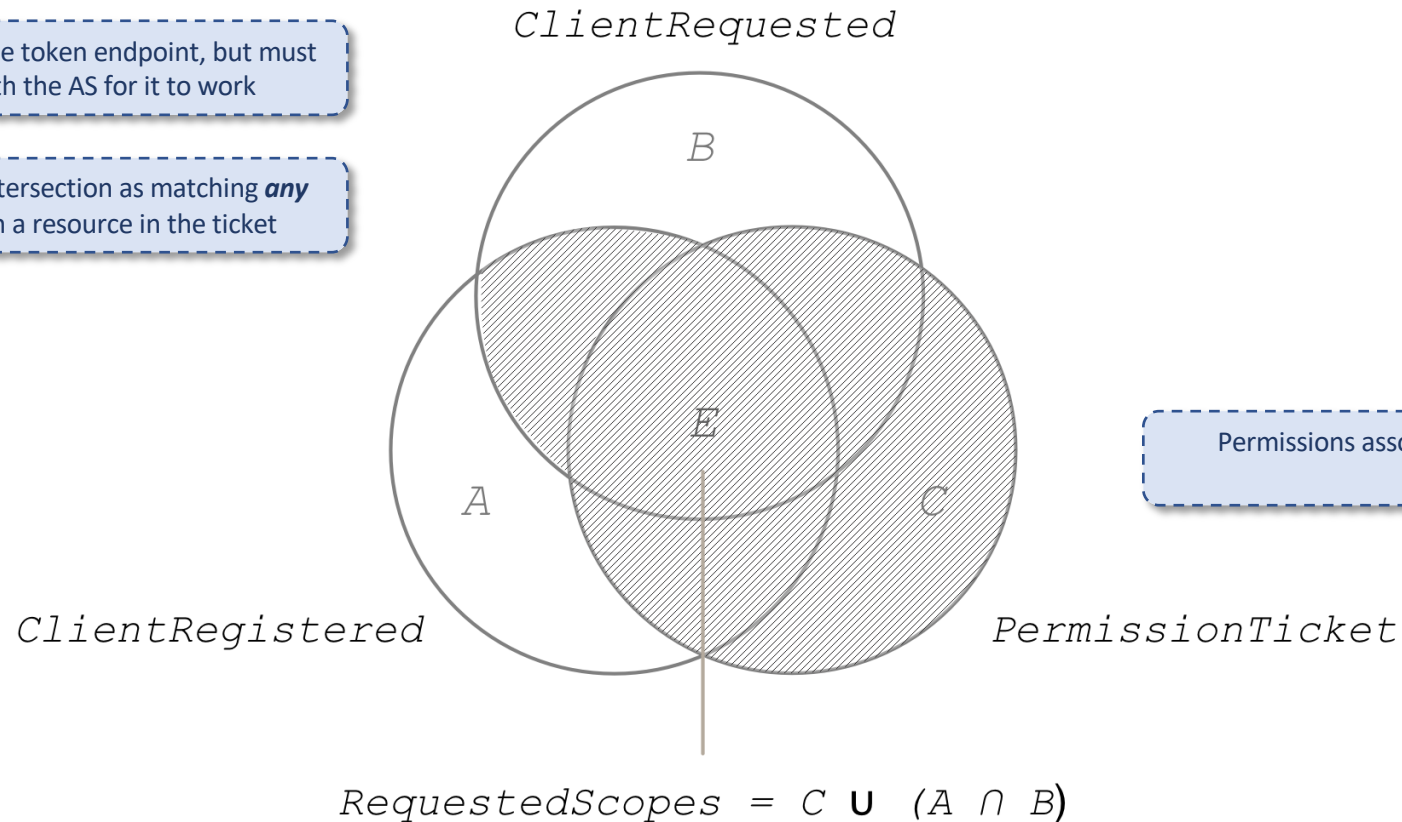 ClientRequested
e token endpoint, but must
th the AS for it to work
B
tersection as matching any
n a resource in the ticket
E
Permissions asso
A
C
ClientRegistered
PermissionTicket
RequestedScopes = C ∪ (A ∩ B)